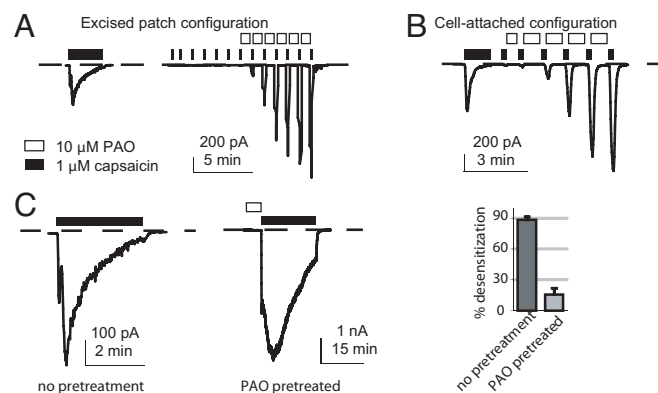 A
Excised patch configuration
200 pA
5 min
10 µM PAO
1 µM capsaicin
B
Cell-attached configuration
200 pA
3 min
C
100 pA
2 min
no pretreatment
1 nA
15 min
PAO pretreated
% desensitization
90
60
30
0
no pretreatment
PAO pretreated